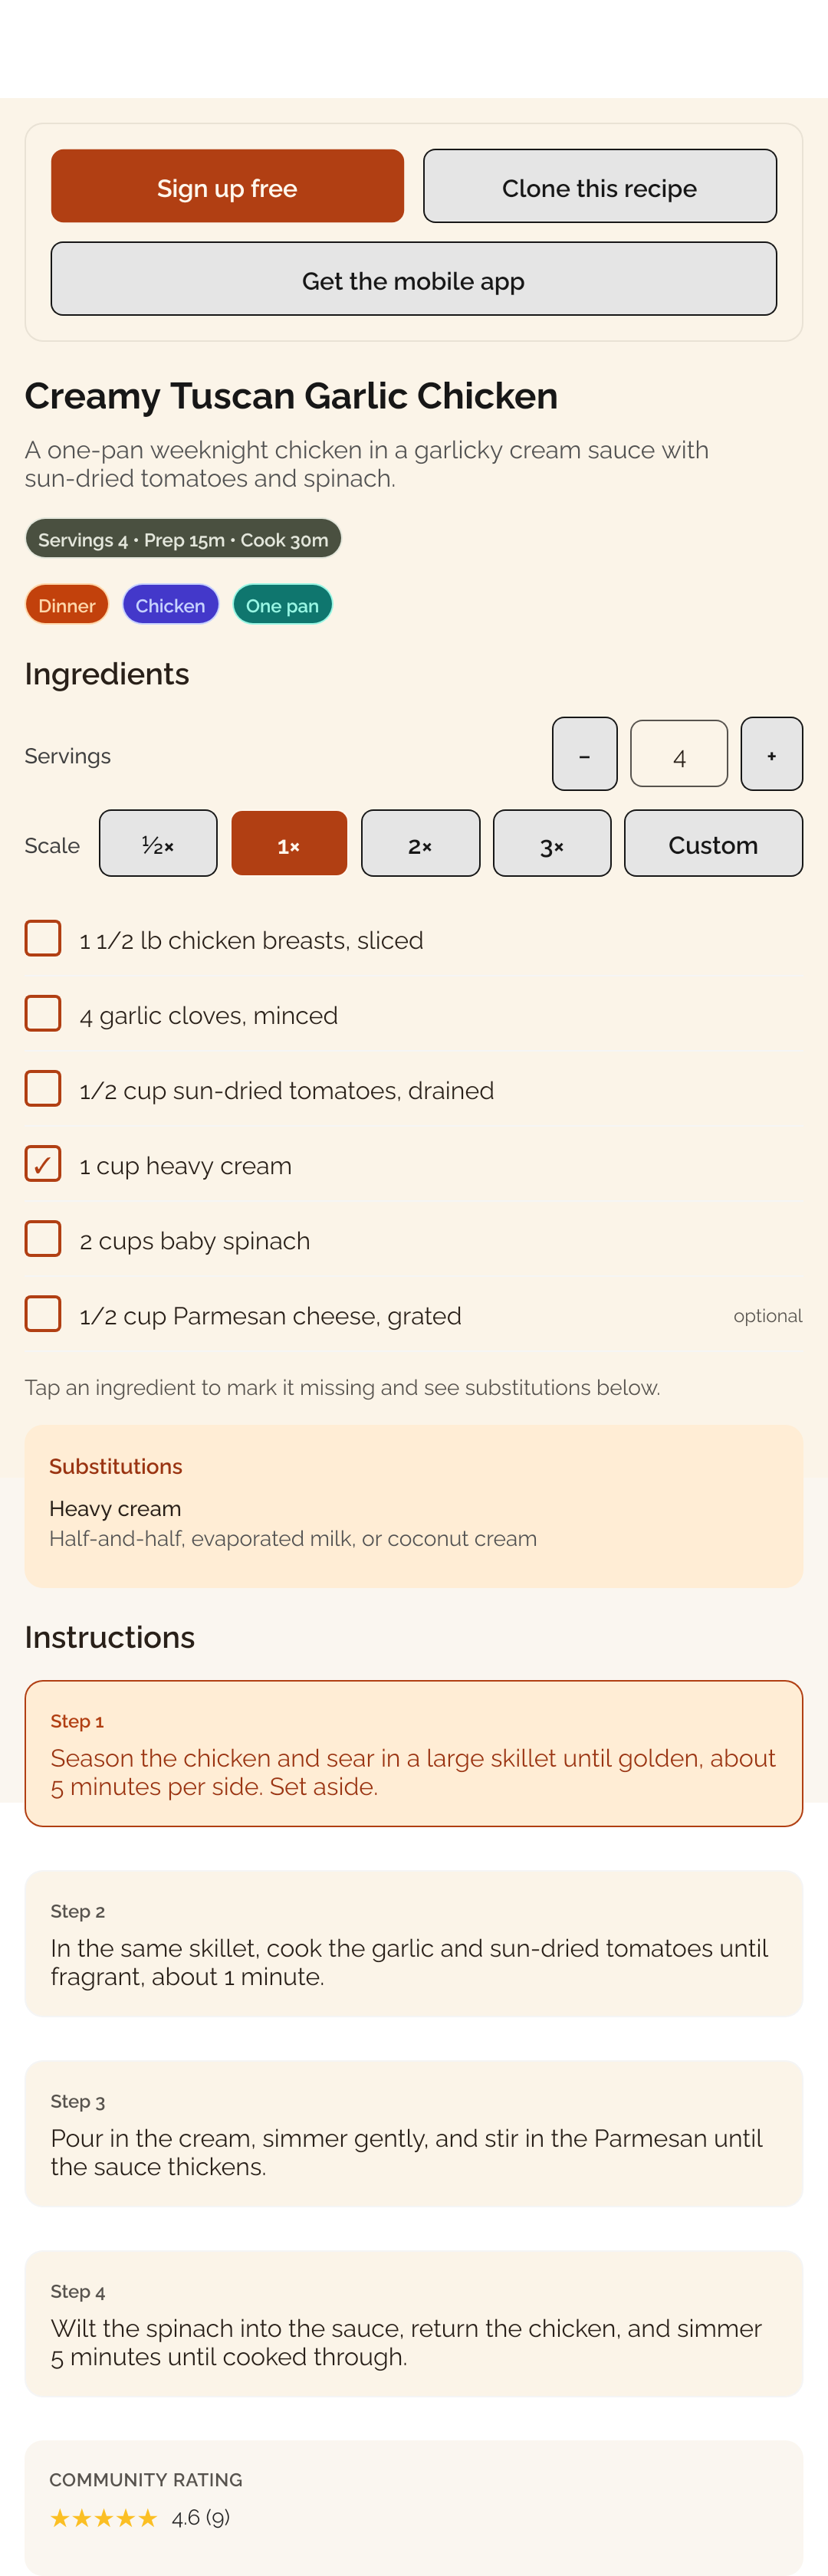 Sign up free
Clone this recipe
Get the mobile app
Creamy Tuscan Garlic Chicken
A one-pan weeknight chicken in a garlicky cream sauce with
sun-dried tomatoes and spinach.
Servings 4 • Prep 15m • Cook 30m
Dinner
Chicken
One pan
Ingredients
Servings
–
4
+
Scale
½×
1×
2×
3×
Custom
1 1/2 lb chicken breasts, sliced
4 garlic cloves, minced
1/2 cup sun-dried tomatoes, drained
✓ 1 cup heavy cream
2 cups baby spinach
1/2 cup Parmesan cheese, grated
optional
Tap an ingredient to mark it missing and see substitutions below.
Substitutions
Heavy cream
Half-and-half, evaporated milk, or coconut cream
Instructions
Step 1
Season the chicken and sear in a large skillet until golden, about
5 minutes per side. Set aside.
Step 2
In the same skillet, cook the garlic and sun-dried tomatoes until
fragrant, about 1 minute.
Step 3
Pour in the cream, simmer gently, and stir in the Parmesan until
the sauce thickens.
Step 4
Wilt the spinach into the sauce, return the chicken, and simmer
5 minutes until cooked through.
COMMUNITY RATING
★★★★★ 4.6 (9)